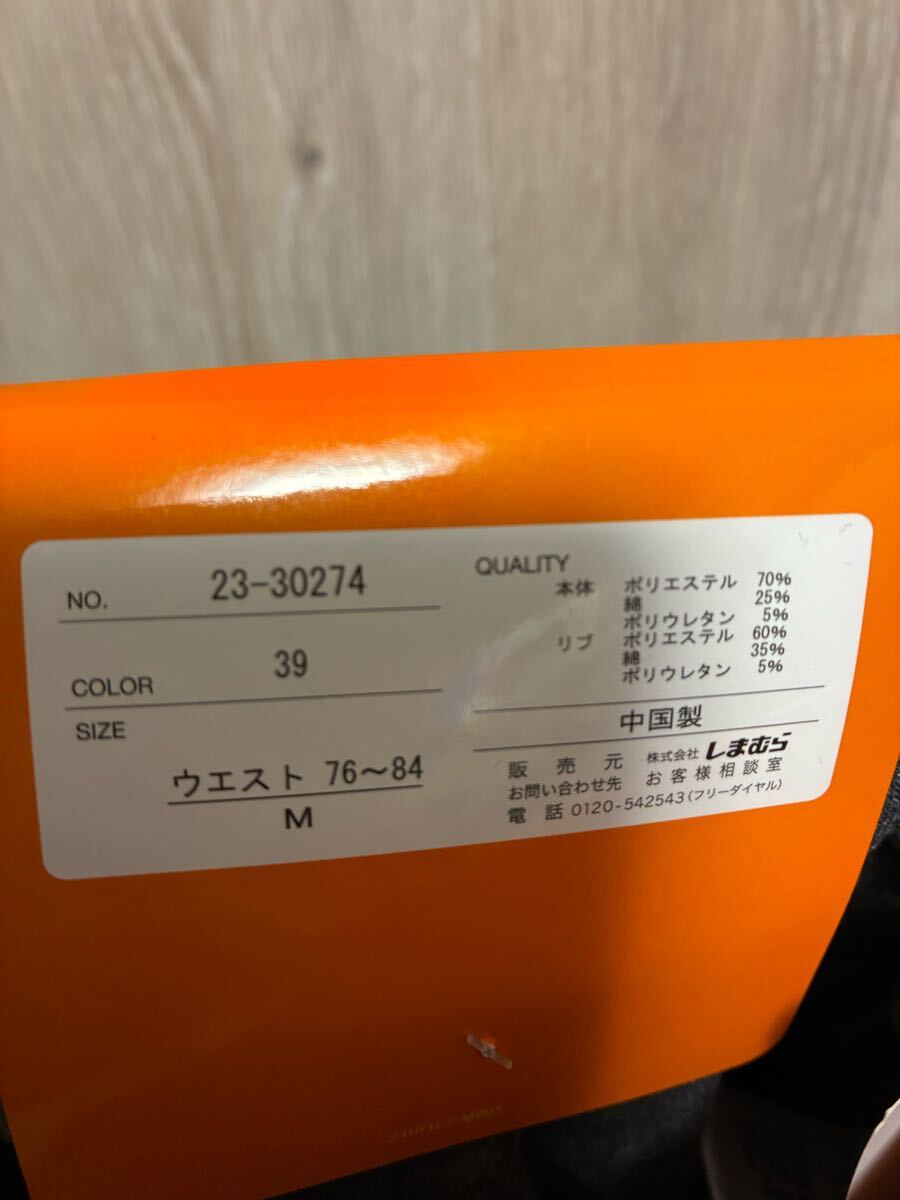 NO. 23-30274
COLOR 39
SIZE
ウエスト 76～84
M
QUALITY
本体 ポリエステル 70%
綿 25%
ポリウレタン 5%
リブ ポリエステル 60%
綿 35%
ポリウレタン 5%
中国製
販売元 株式会社 しまむら
お問い合わせ先 お客様相談室
電話 0120-542543(フリーダイヤル)